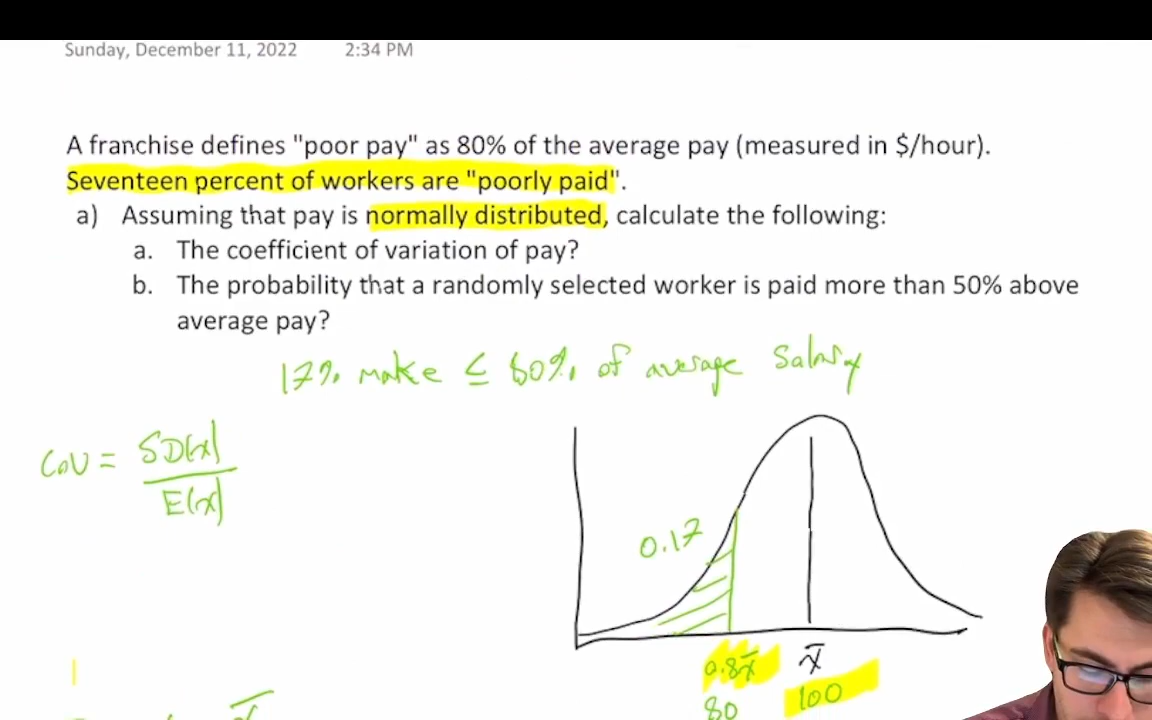 Sunday, December 11, 2022 2:34 PM
A franchise defines "poor pay" as 80% of the average pay (measured in $/hour).
Seventeen percent of workers are "poorly paid".
a) Assuming that pay is normally distributed, calculate the following:
a. The coefficient of variation of pay?
b. The probability that a randomly selected worker is paid more than 50% above
average pay?
17% make ≤ 80% of average Salary
CoV = SD(x) / E(x)
0.17
0.8x̄ x̄
80 100